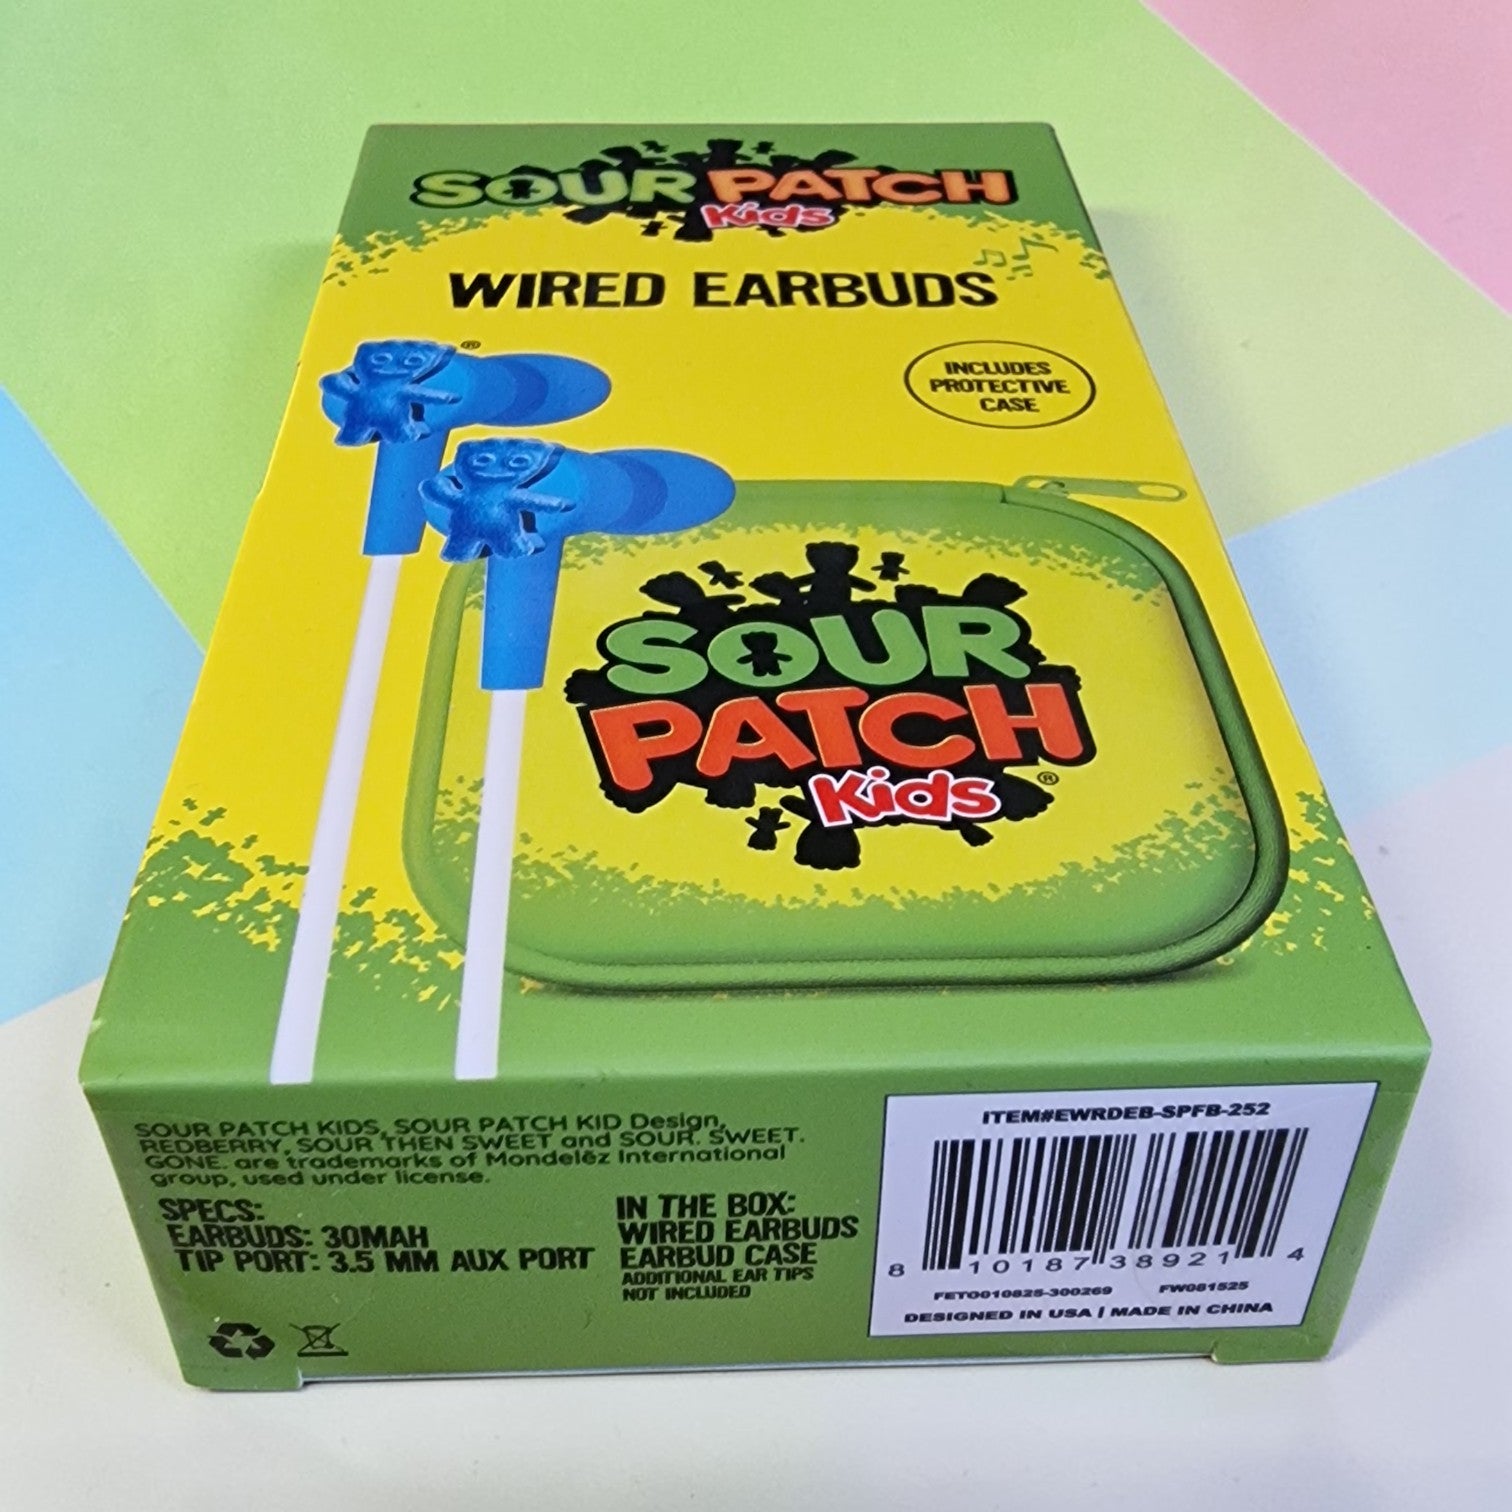 SOUR PATCH
Kids
WIRED EARBUDS
®
INCLUDES
PROTECTIVE
CASE
SOUR
PATCH
Kids ®
SOUR PATCH KIDS, SOUR PATCH KID Design,
REDBERRY, SOUR THEN SWEET and SOUR. SWEET.
GONE. are trademarks of Mondelēz International
group, used under license.
SPECS:
EARBUDS: 30MAH
TIP PORT: 3.5 MM AUX PORT
IN THE BOX:
WIRED EARBUDS
EARBUD CASE
ADDITIONAL EAR TIPS
NOT INCLUDED
ITEM#EWRDEB-SPFB-252
8 10187 38921 4
FETO010825-300269 FW081525
DESIGNED IN USA | MADE IN CHINA